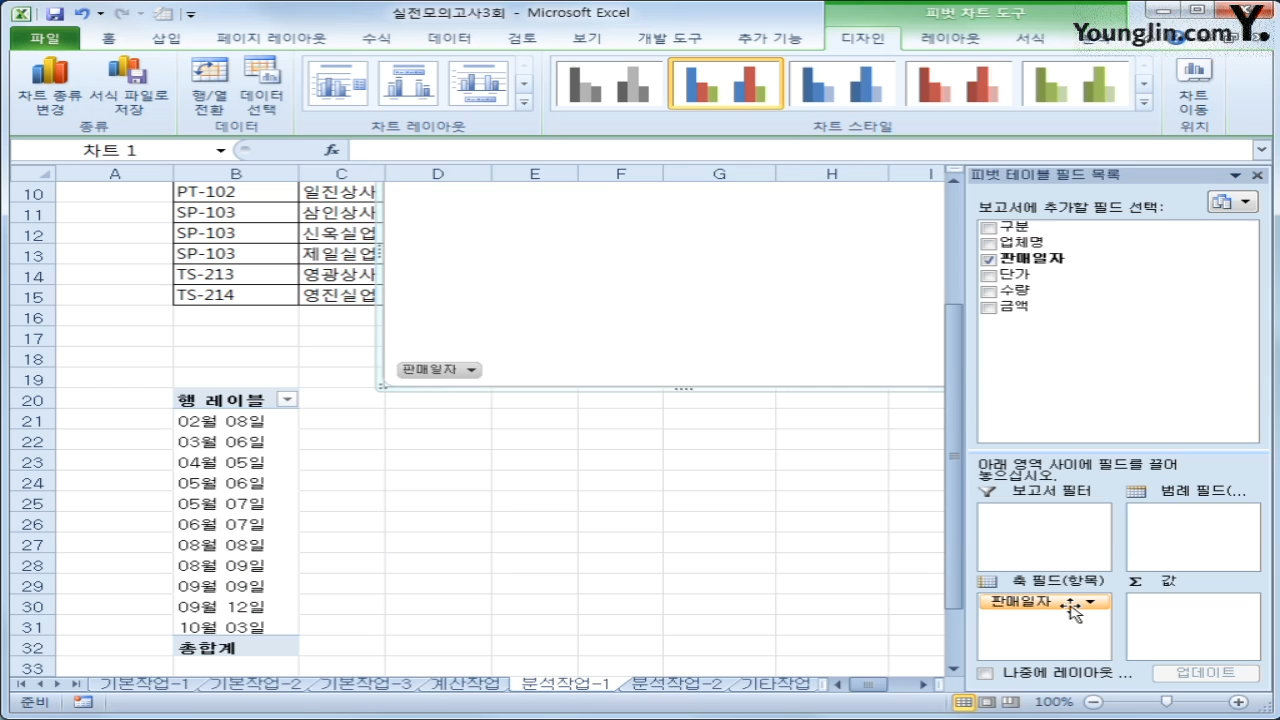 실전모의고사3회 - Microsoft Excel
피벗 차트 도구
Younglin.com Y.
파일 홈 삽입 페이지 레이아웃 수식 데이터 검토 보기 개발 도구 추가 기능 디자인 레이아웃 서식
차트 종류 변경
서식 파일로 저장
행/열 전환
데이터 선택
차트 이동
종류 데이터 차트 레이아웃 차트 스타일 위치
차트 1 fx
A B C D E F G H I
10 PT-102 일진상사
11 SP-103 삼인상사
12 SP-103 신옥실업
13 SP-103 제일실업
14 TS-213 영광상사
15 TS-214 영진실업
16
17
18
판매일자
19
20 행 레이블
21 02월 08일
22 03월 06일
23 04월 05일
24 05월 06일
25 05월 07일
26 06월 07일
27 08월 08일
28 08월 09일
29 09월 09일
30 09월 12일
31 10월 03일
32 총합계
33
피벗 테이블 필드 목록
보고서에 추가할 필드 선택:
구분
업체명
판매일자
단가
수량
금액
아래 영역 사이에 필드를 끌어
놓으십시오.
보고서 필터 범례 필드(...
축 필드(항목) Σ 값
판매일자
나중에 레이아웃 ... 업데이트
기본작업-1 기본작업-2 기본작업-3 계산작업 분석작업-1 분석작업-2 기타작업
준비 100%